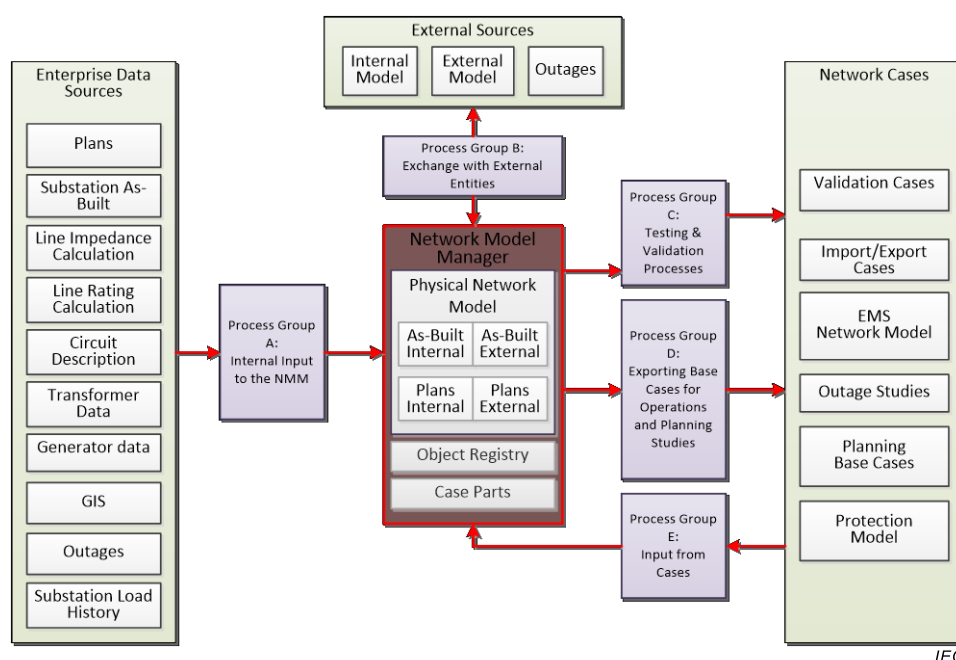 External Sources
Internal
Model
External
Model
Outages
Enterprise Data
Sources
Plans
Substation As-
Built
Line Impedance
Calculation
Line Rating
Calculation
Circuit
Description
Transformer
Data
Generator data
GIS
Outages
Substation Load
History
Process Group
A:
Internal Input
to the NMM
Process Group B:
Exchange with External
Entities
Network Model
Manager
Physical Network
Model
As-Built
Internal
As-Built
External
Plans
Internal
Plans
External
Object Registry
Case Parts
Process Group
C:
Testing &
Validation
Processes
Process Group
D:
Exporting Base
Cases for
Operations
and Planning
Studies
Process Group
E:
Input from
Cases
Network Cases
Validation Cases
Import/Export
Cases
EMS
Network Model
Outage Studies
Planning
Base Cases
Protection
Model